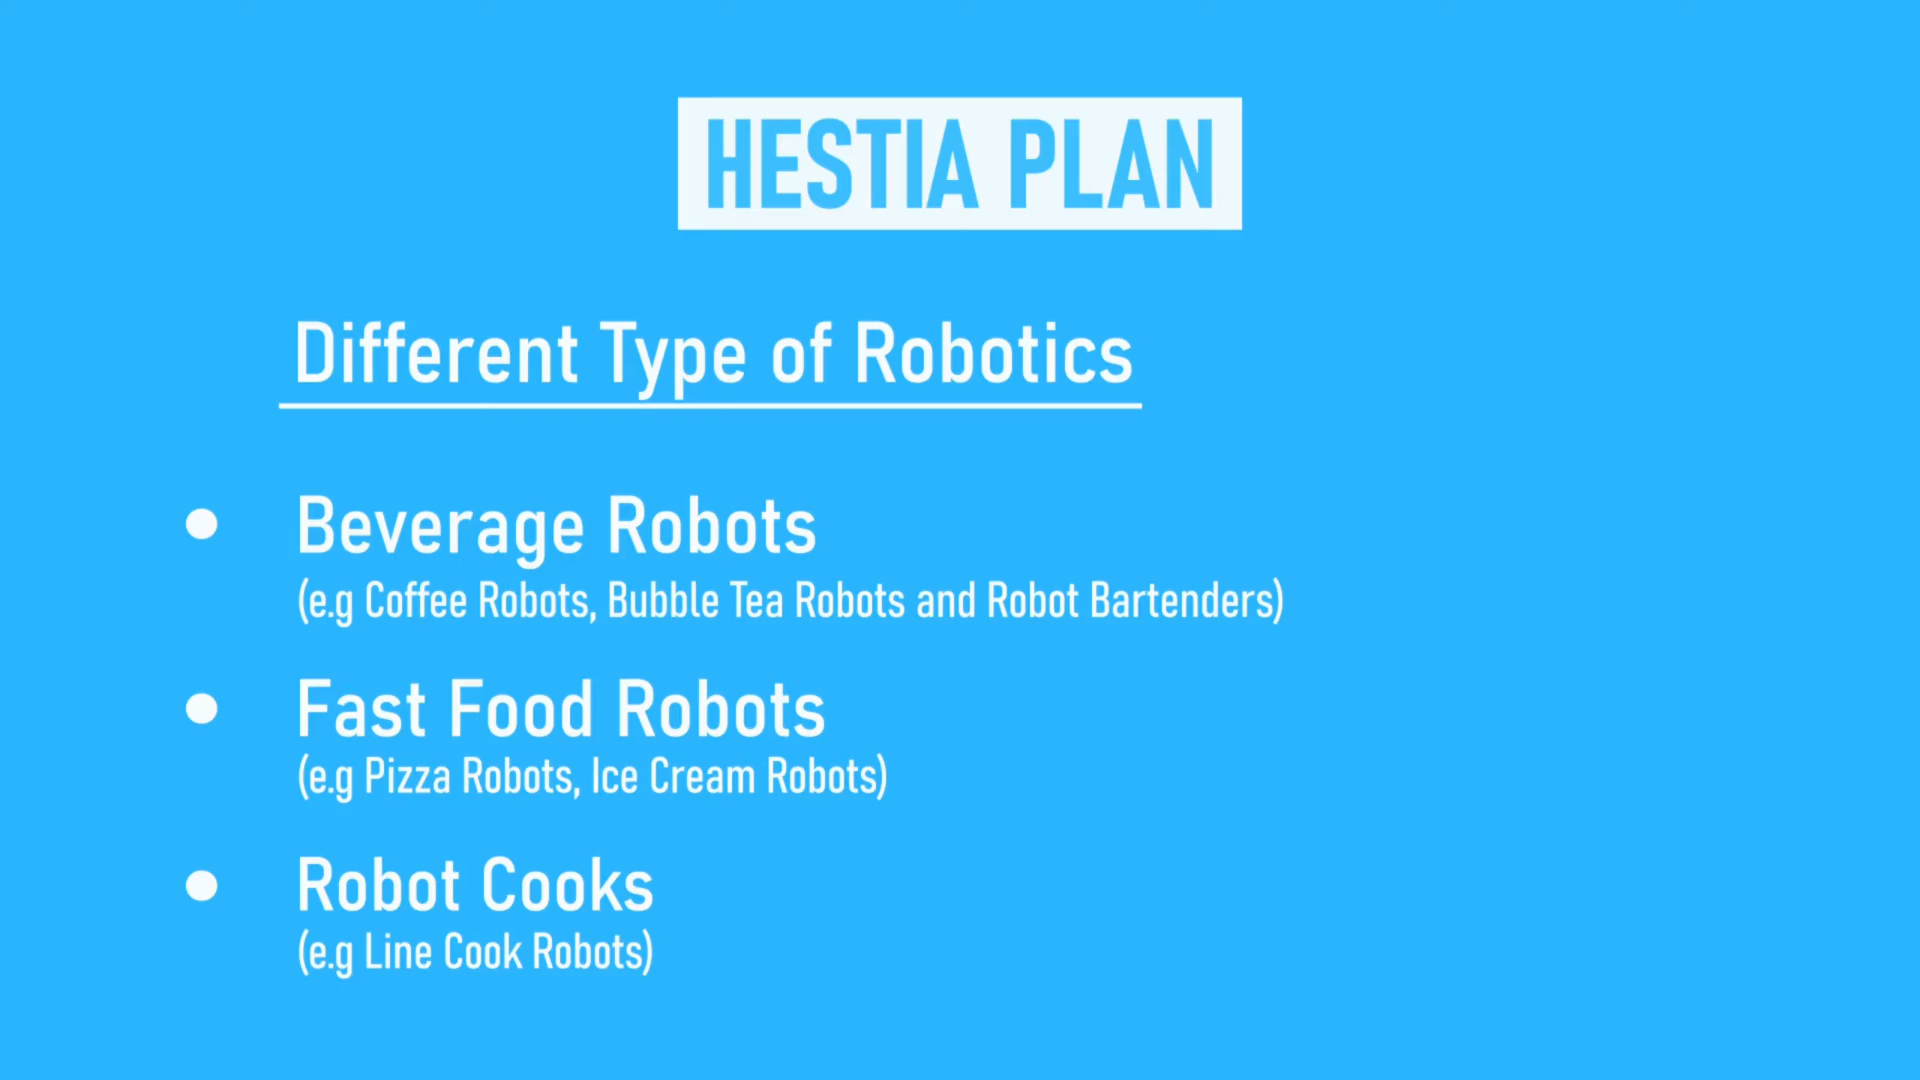 HESTIA PLAN
Different Type of Robotics
• Beverage Robots
(e.g Coffee Robots, Bubble Tea Robots and Robot Bartenders)
• Fast Food Robots
(e.g Pizza Robots, Ice Cream Robots)
• Robot Cooks
(e.g Line Cook Robots)